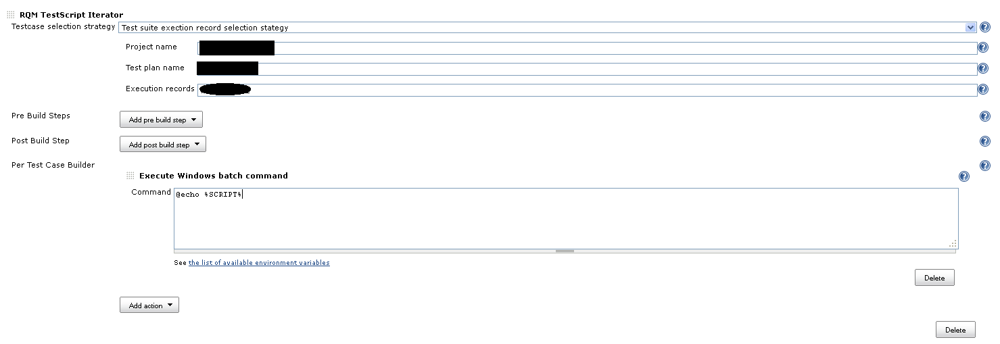 RQM TestScript Iterator
Testcase selection strategy Test suite exection record selection stategy
Project name
Test plan name
Execution records
Pre Build Steps Add pre build step
Post Build Step Add post build step
Per Test Case Builder
Execute Windows batch command
Command @echo %SCRIPT%
See the list of available environment variables
Delete
Add action
Delete